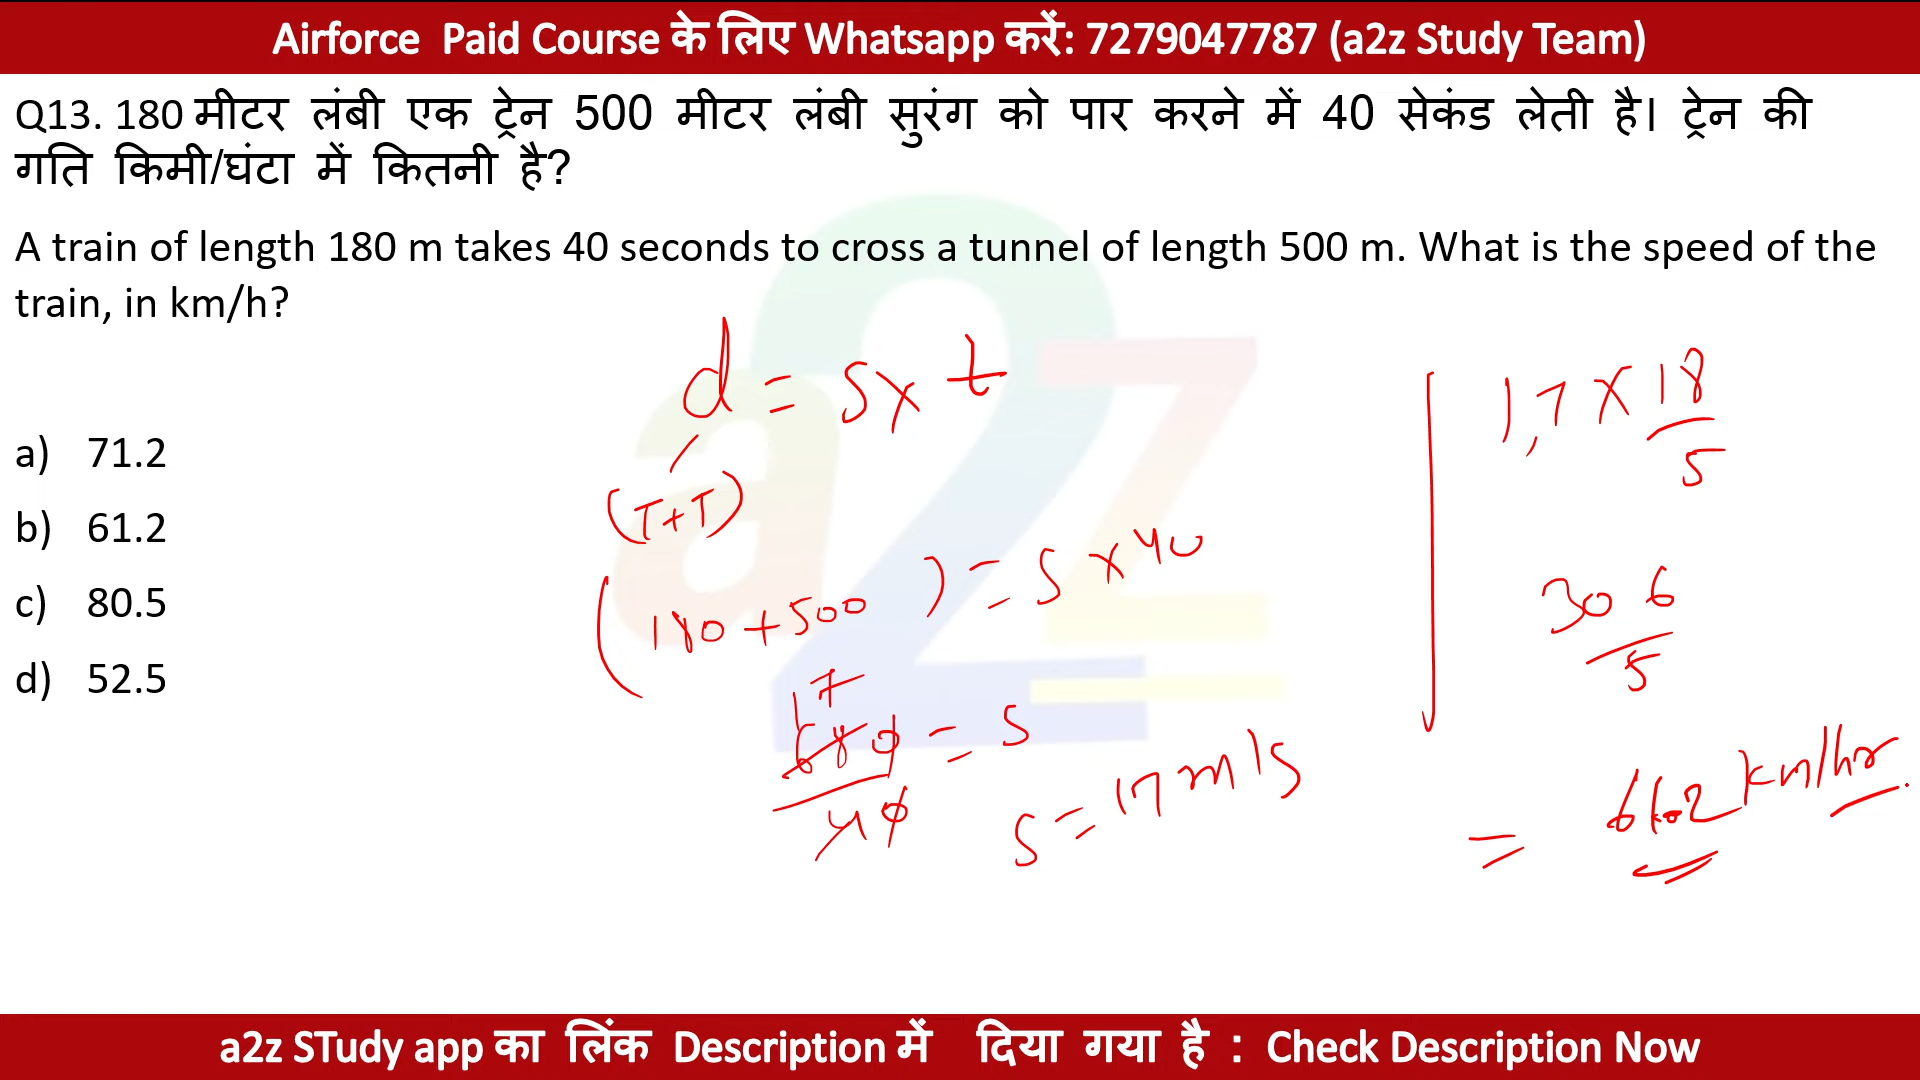 Airforce Paid Course के लिए Whatsapp करें: 7279047787 (a2z Study Team)
Q13. 180 मीटर लंबी एक ट्रेन 500 मीटर लंबी सुरंग को पार करने में 40 सेकंड लेती है। ट्रेन की
गति किमी/घंटा में कितनी है?
A train of length 180 m takes 40 seconds to cross a tunnel of length 500 m. What is the speed of the
train, in km/h?
a) 71.2
b) 61.2
c) 80.5
d) 52.5
a2z
d = s x t
(T+T)
(180+500) = s x 40
17
680 = s
40
s = 17 m/s
17 x 18
5
306
5
= 61.2 km/hr
a2z STudy app का लिंक Description में दिया गया है : Check Description Now